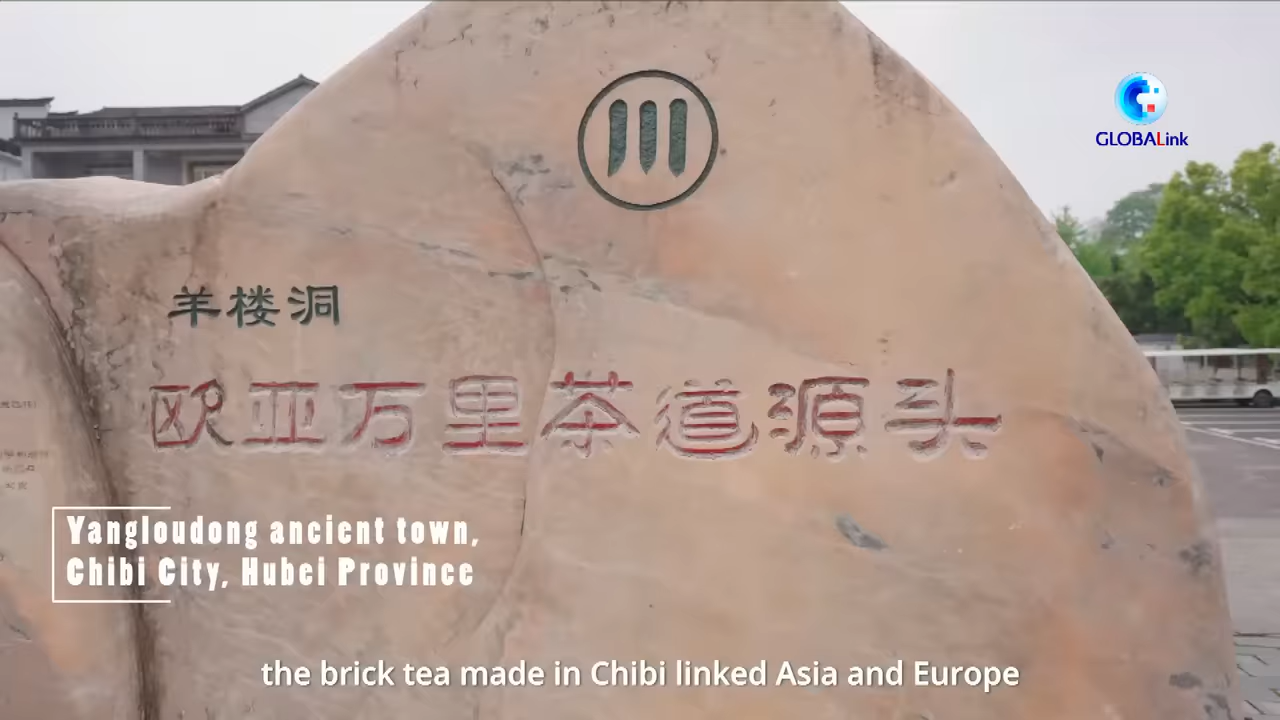 川
GLOBALink
羊楼洞
欧亚万里茶道源头
Yangloudong ancient town,
Chibi City, Hubei Province
the brick tea made in Chibi linked Asia and Europe